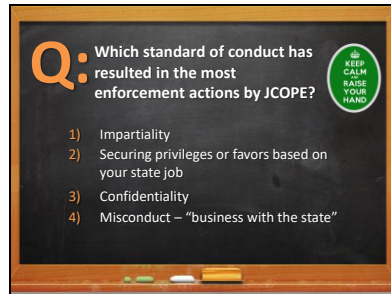 Q:
Which standard of conduct has
resulted in the most
enforcement actions by JCOPE?
KEEP
CALM
AND
RAISE
YOUR
HAND
1) Impartiality
2) Securing privileges or favors based on
your state job
3) Confidentiality
4) Misconduct – “business with the state”